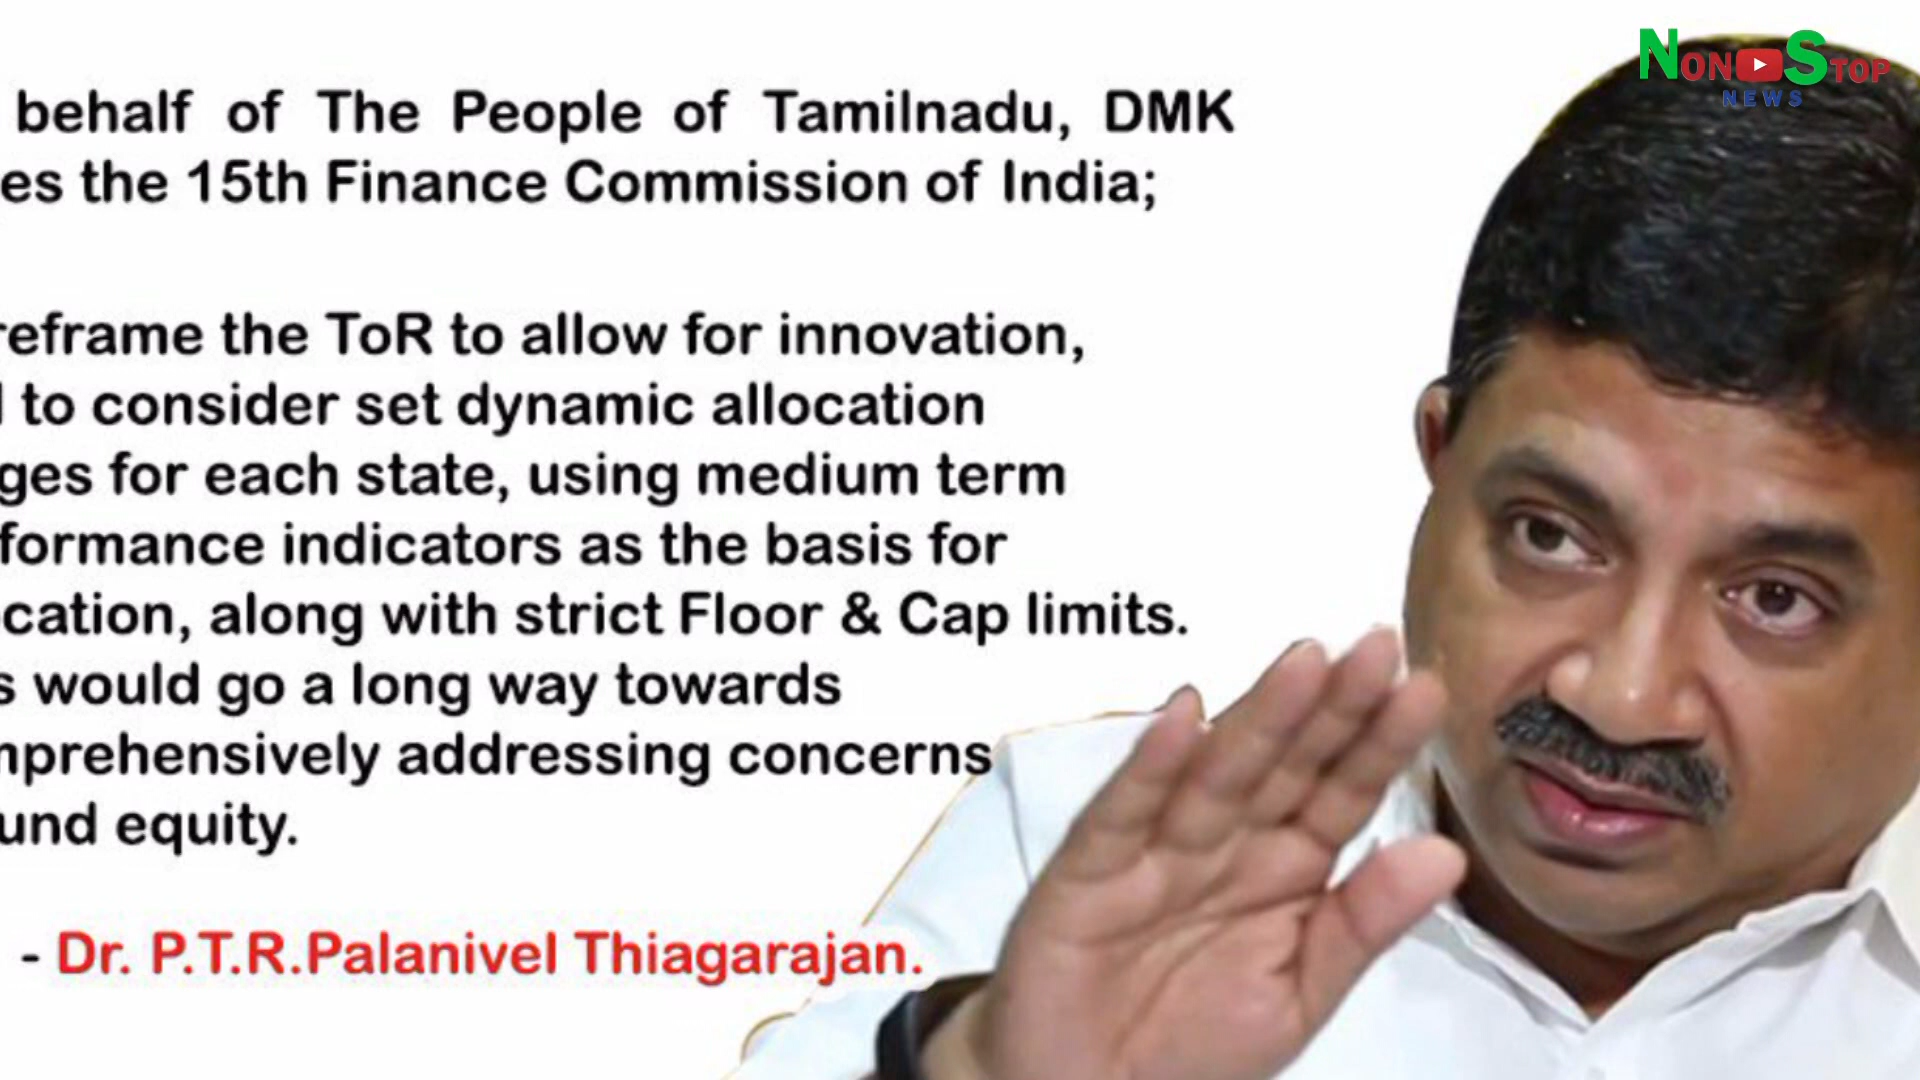 NON STOP
NEWS
behalf of The People of Tamilnadu, DMK
es the 15th Finance Commission of India;
reframe the ToR to allow for innovation,
to consider set dynamic allocation
ges for each state, using medium term
formance indicators as the basis for
cation, along with strict Floor & Cap limits.
s would go a long way towards
mprehensively addressing concerns
und equity.
- Dr. P.T.R.Palanivel Thiagarajan.